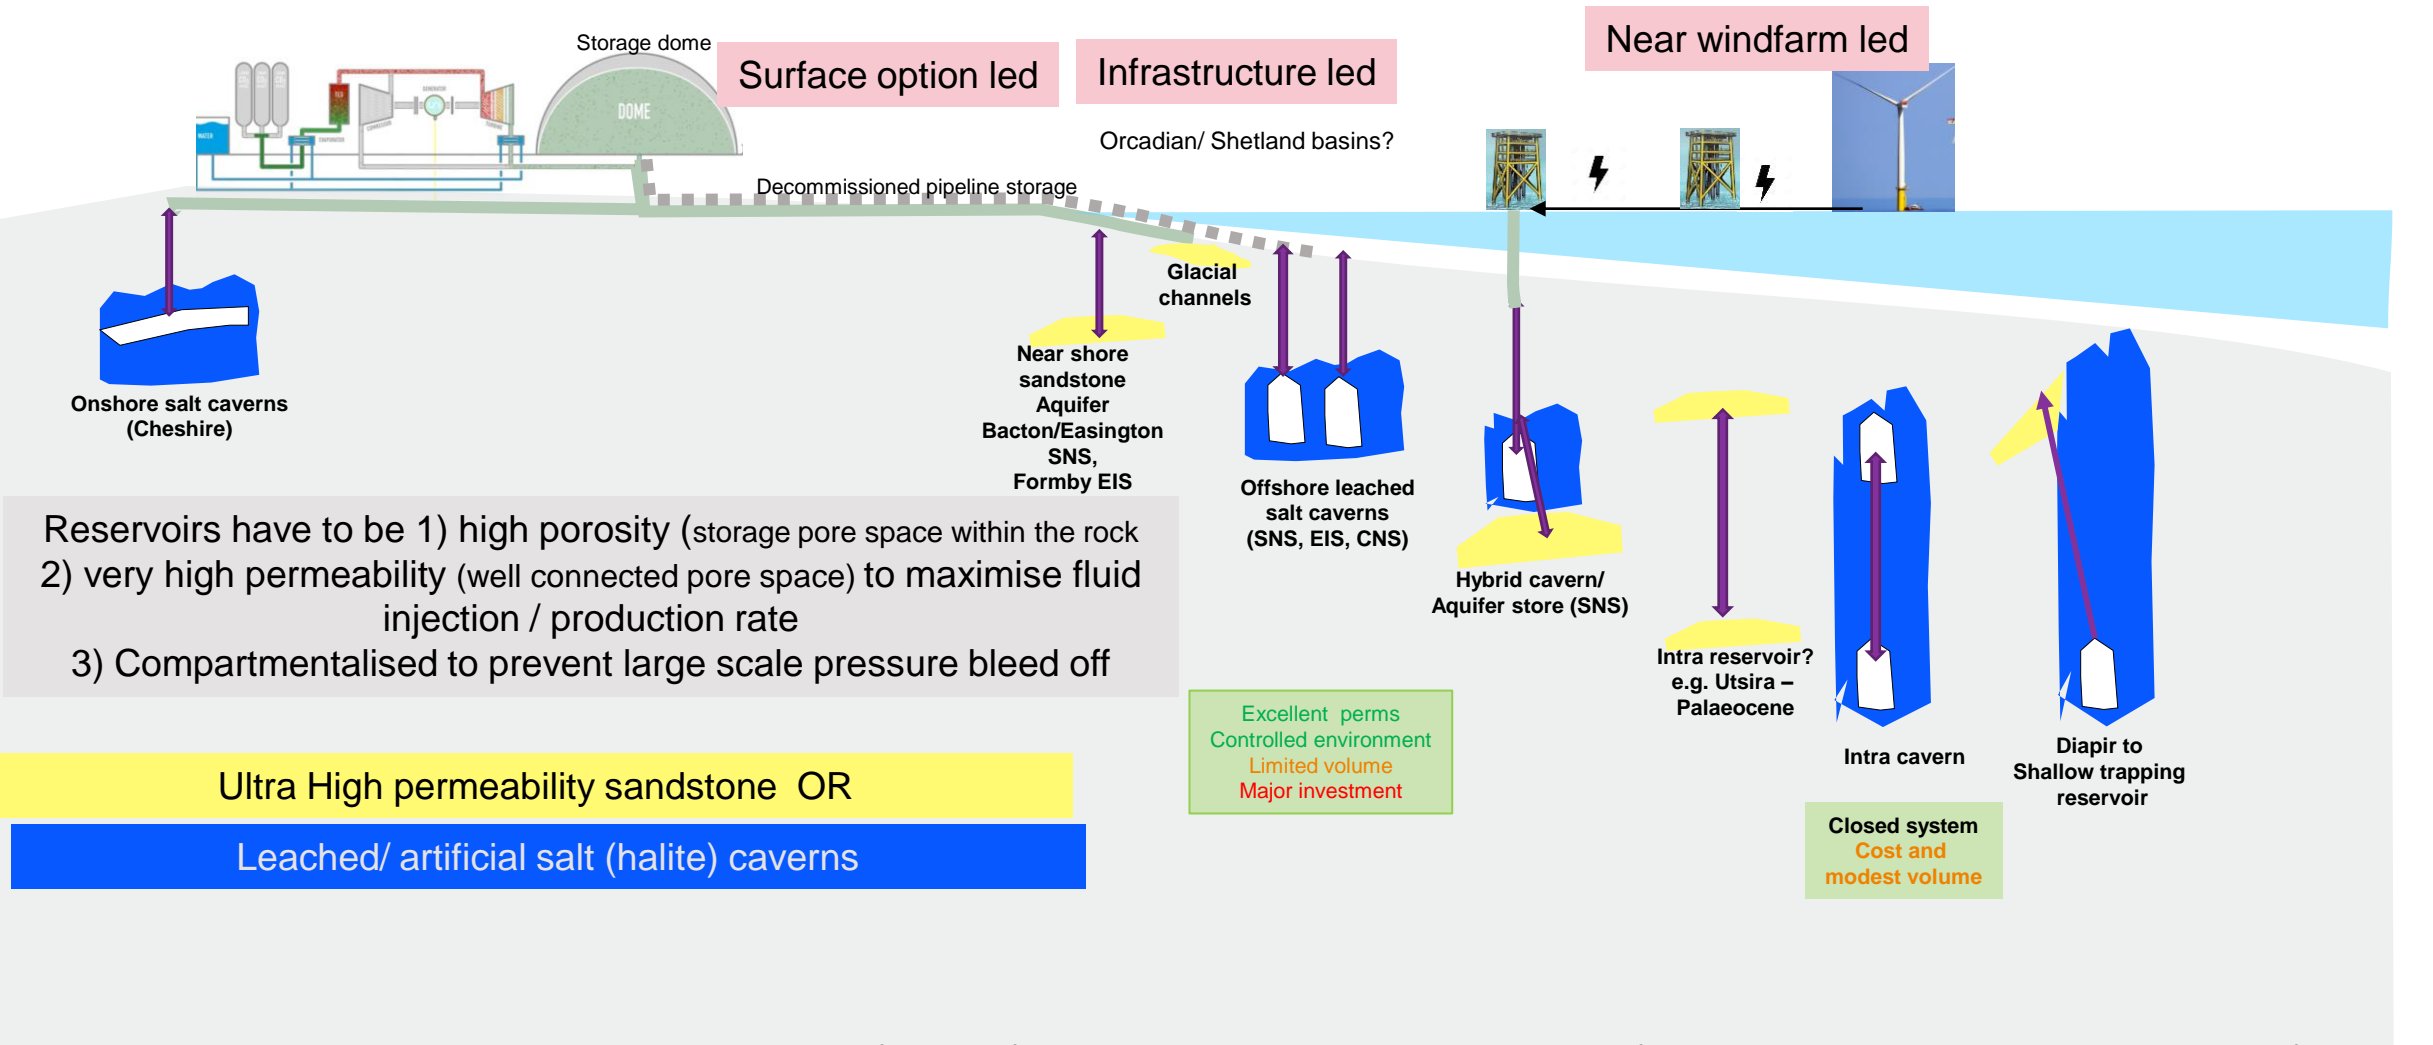 Storage dome
Surface option led
Infrastructure led
Near windfarm led
GENERATOR
DOME
WATER
EVAPORATOR
COMPRESSOR
TURBINE
Orcadian/ Shetland basins?
Decommissioned pipeline storage
Glacial
channels
Onshore salt caverns
(Cheshire)
Near shore
sandstone
Aquifer
Bacton/Easington
SNS,
Formby EIS
Offshore leached
salt caverns
(SNS, EIS, CNS)
Hybrid cavern/
Aquifer store (SNS)
Intra reservoir?
e.g. Utsira –
Palaeocene
Intra cavern
Diapir to
Shallow trapping
reservoir
Reservoirs have to be 1) high porosity (storage pore space within the rock
2) very high permeability (well connected pore space) to maximise fluid
injection / production rate
3) Compartmentalised to prevent large scale pressure bleed off
Excellent perms
Controlled environment
Limited volume
Major investment
Closed system
Cost and
modest volume
Ultra High permeability sandstone OR
Leached/ artificial salt (halite) caverns